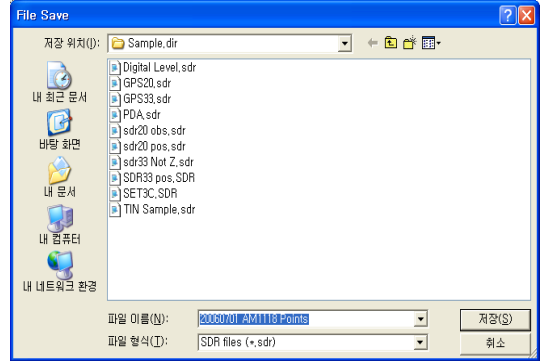 File Save
저장 위치(I):
Sample.dir
Digital Level.sdr
GPS20.sdr
GPS33.sdr
PDA.sdr
sdr20 obs.sdr
sdr20 pos.sdr
sdr33 Not Z.sdr
SDR33 pos.SDR
SET3C.SDR
TIN Sample.sdr
내 최근 문서
바탕 화면
내 문서
내 컴퓨터
내 네트워크 환경
파일 이름(N):
20060701 AM1118 Points
저장(S)
파일 형식(T):
SDR files (*.sdr)
취소